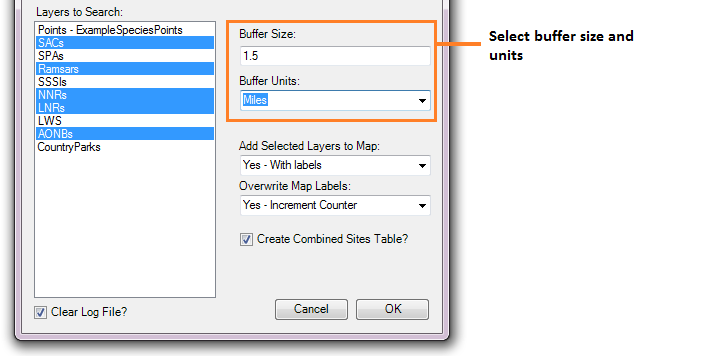 Layers to Search:
Points - ExampleSpeciesPoints
SACs
SPAs
Ramsars
SSSIs
NNRs
LNRs
LWS
AONBs
CountryParks
Buffer Size:
1.5
Buffer Units:
Miles
Select buffer size and
units
Add Selected Layers to Map:
Yes - With labels
Overwrite Map Labels:
Yes - Increment Counter
Create Combined Sites Table?
Clear Log File?
Cancel
OK